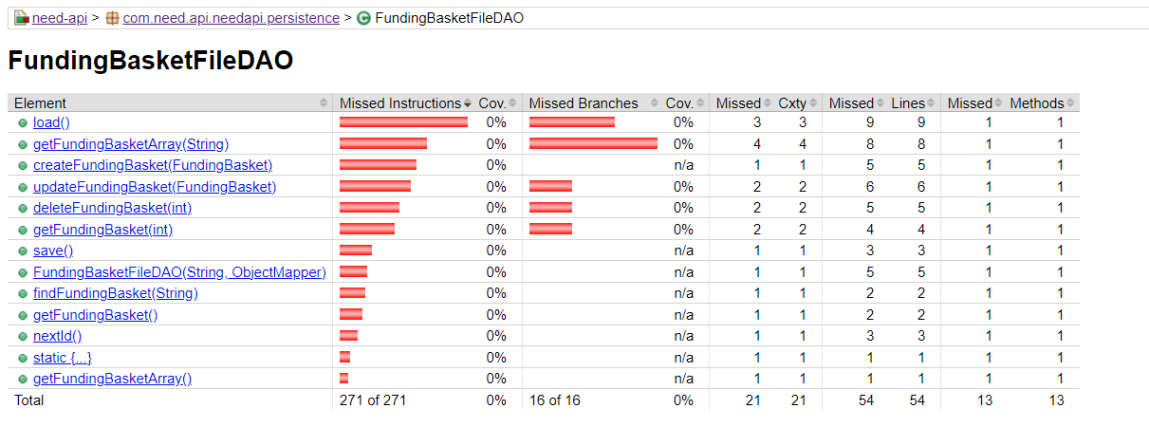 need-api > com.need.api.needapi.persistence > FundingBasketFileDAO
FundingBasketFileDAO
Element Missed Instructions Cov. Missed Branches Cov. Missed Cxty Missed Lines Missed Methods
load() 0% 0% 3 3 9 9 1 1
getFundingBasketArray(String) 0% 0% 4 4 8 8 1 1
createFundingBasket(FundingBasket) 0% n/a 1 1 5 5 1 1
updateFundingBasket(FundingBasket) 0% 0% 2 2 6 6 1 1
deleteFundingBasket(int) 0% 0% 2 2 5 5 1 1
getFundingBasket(int) 0% 0% 2 2 4 4 1 1
save() 0% n/a 1 1 3 3 1 1
FundingBasketFileDAO(String, ObjectMapper) 0% n/a 1 1 5 5 1 1
findFundingBasket(String) 0% n/a 1 1 2 2 1 1
getFundingBasket() 0% n/a 1 1 2 2 1 1
nextId() 0% n/a 1 1 3 3 1 1
static {...} 0% n/a 1 1 1 1 1 1
getFundingBasketArray() 0% n/a 1 1 1 1 1 1
Total 271 of 271 0% 16 of 16 0% 21 21 54 54 13 13